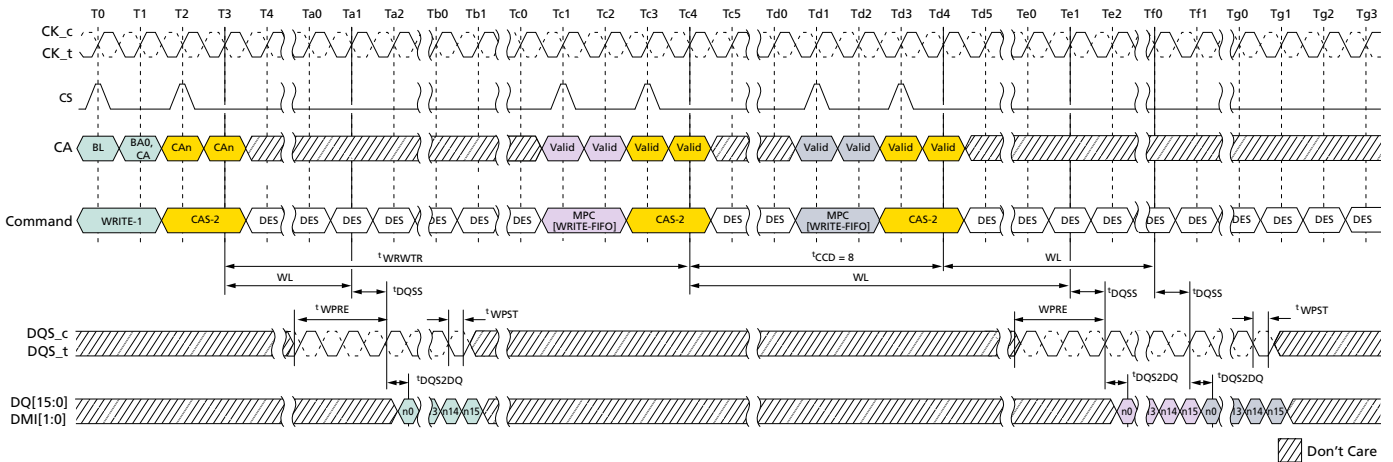 T0 T1 T2 T3 T4 Ta0 Ta1 Ta2 Tb0 Tb1 Tc0 Tc1 Tc2 Tc3 Tc4 Tc5 Td0 Td1 Td2 Td3 Td4 Td5 Te0 Te1 Te2 Tf0 Tf1 Tg0 Tg1 Tg2 Tg3
CK_c
CK_t
CS
CA BL BA0, CA CAn CAn Valid Valid Valid Valid Valid Valid Valid Valid
Command WRITE-1 CAS-2 DES DES DES DES DES DES DES MPC [WRITE-FIFO] CAS-2 DES DES MPC [WRITE-FIFO] CAS-2 DES DES DES DES DES DES DES DES DES DES
tWRWTR tCCD = 8 WL
WL WL
tDQSS tDQSS tDQSS
tWPRE tWPST WPRE tWPST
DQS_c
DQS_t
tDQS2DQ tDQS2DQ tDQS2DQ
DQ[15:0]
DMI[1:0]
n0 3 n14 n15 n0 13 n14 n15 n0 13 n14 n15
Don't Care